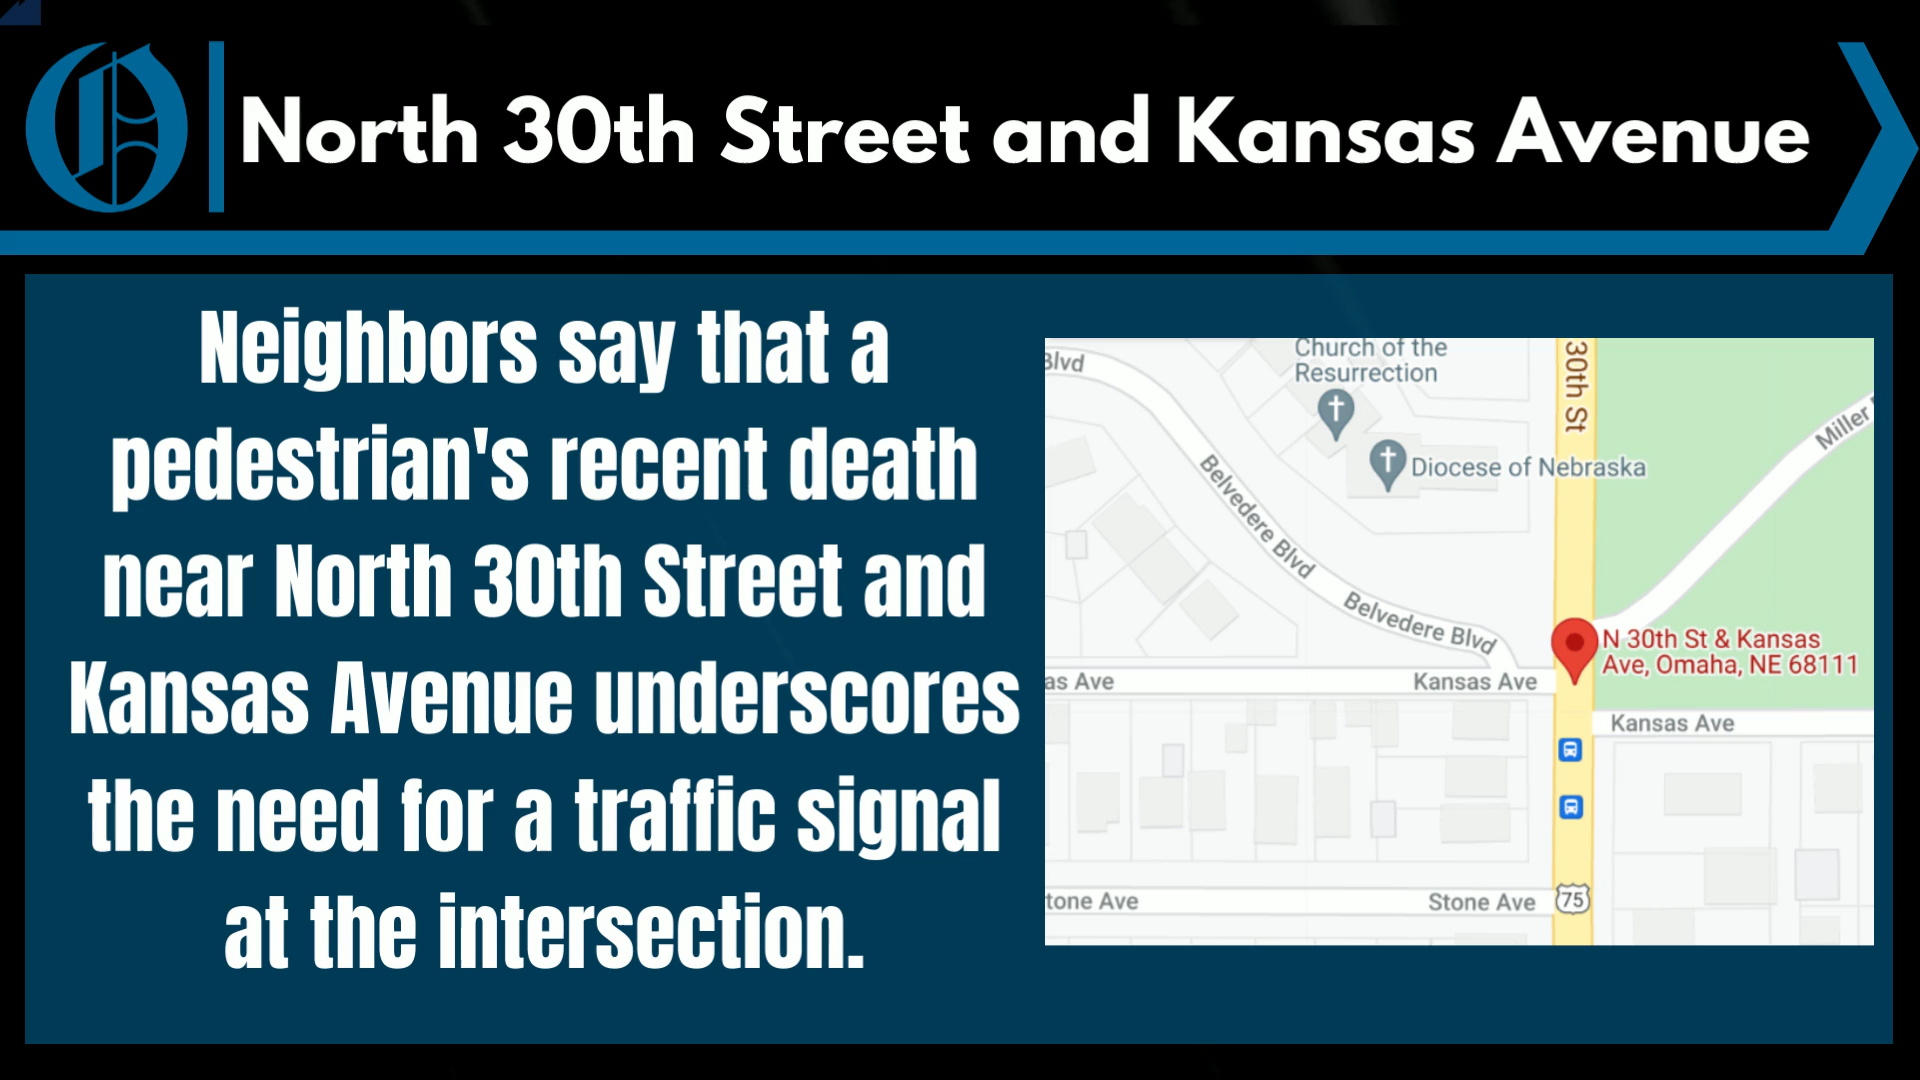 O
North 30th Street and Kansas Avenue
Neighbors say that a
pedestrian's recent death
near North 30th Street and
Kansas Avenue underscores
the need for a traffic signal
at the intersection.
Blvd
Church of the
Resurrection
30th St
Miller
Diocese of Nebraska
Belvedere Blvd
Belvedere Blvd
N 30th St & Kansas
Ave, Omaha, NE 68111
as Ave
Kansas Ave
Kansas Ave
tone Ave
Stone Ave
75